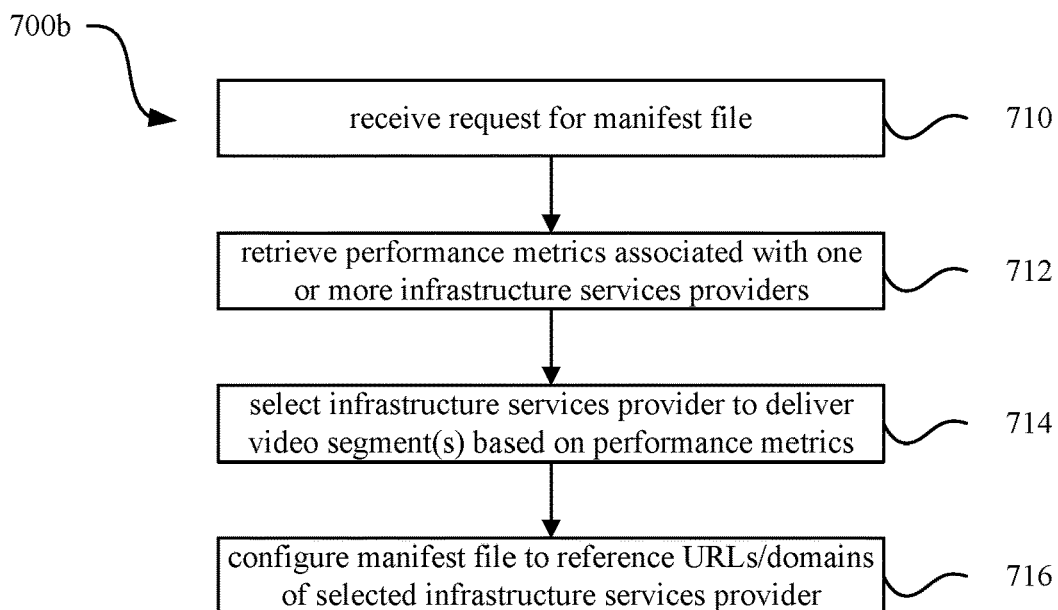 700b
receive request for manifest file
710
retrieve performance metrics associated with one
or more infrastructure services providers
712
select infrastructure services provider to deliver
video segment(s) based on performance metrics
714
configure manifest file to reference URLs/domains
of selected infrastructure services provider
716